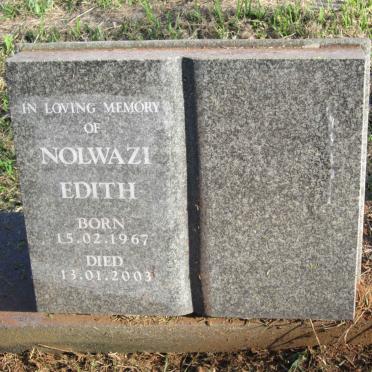 IN LOVING MEMORY
OF
NOLWAZI
EDITH
BORN
15.02.1967
DIED
13.01.2003